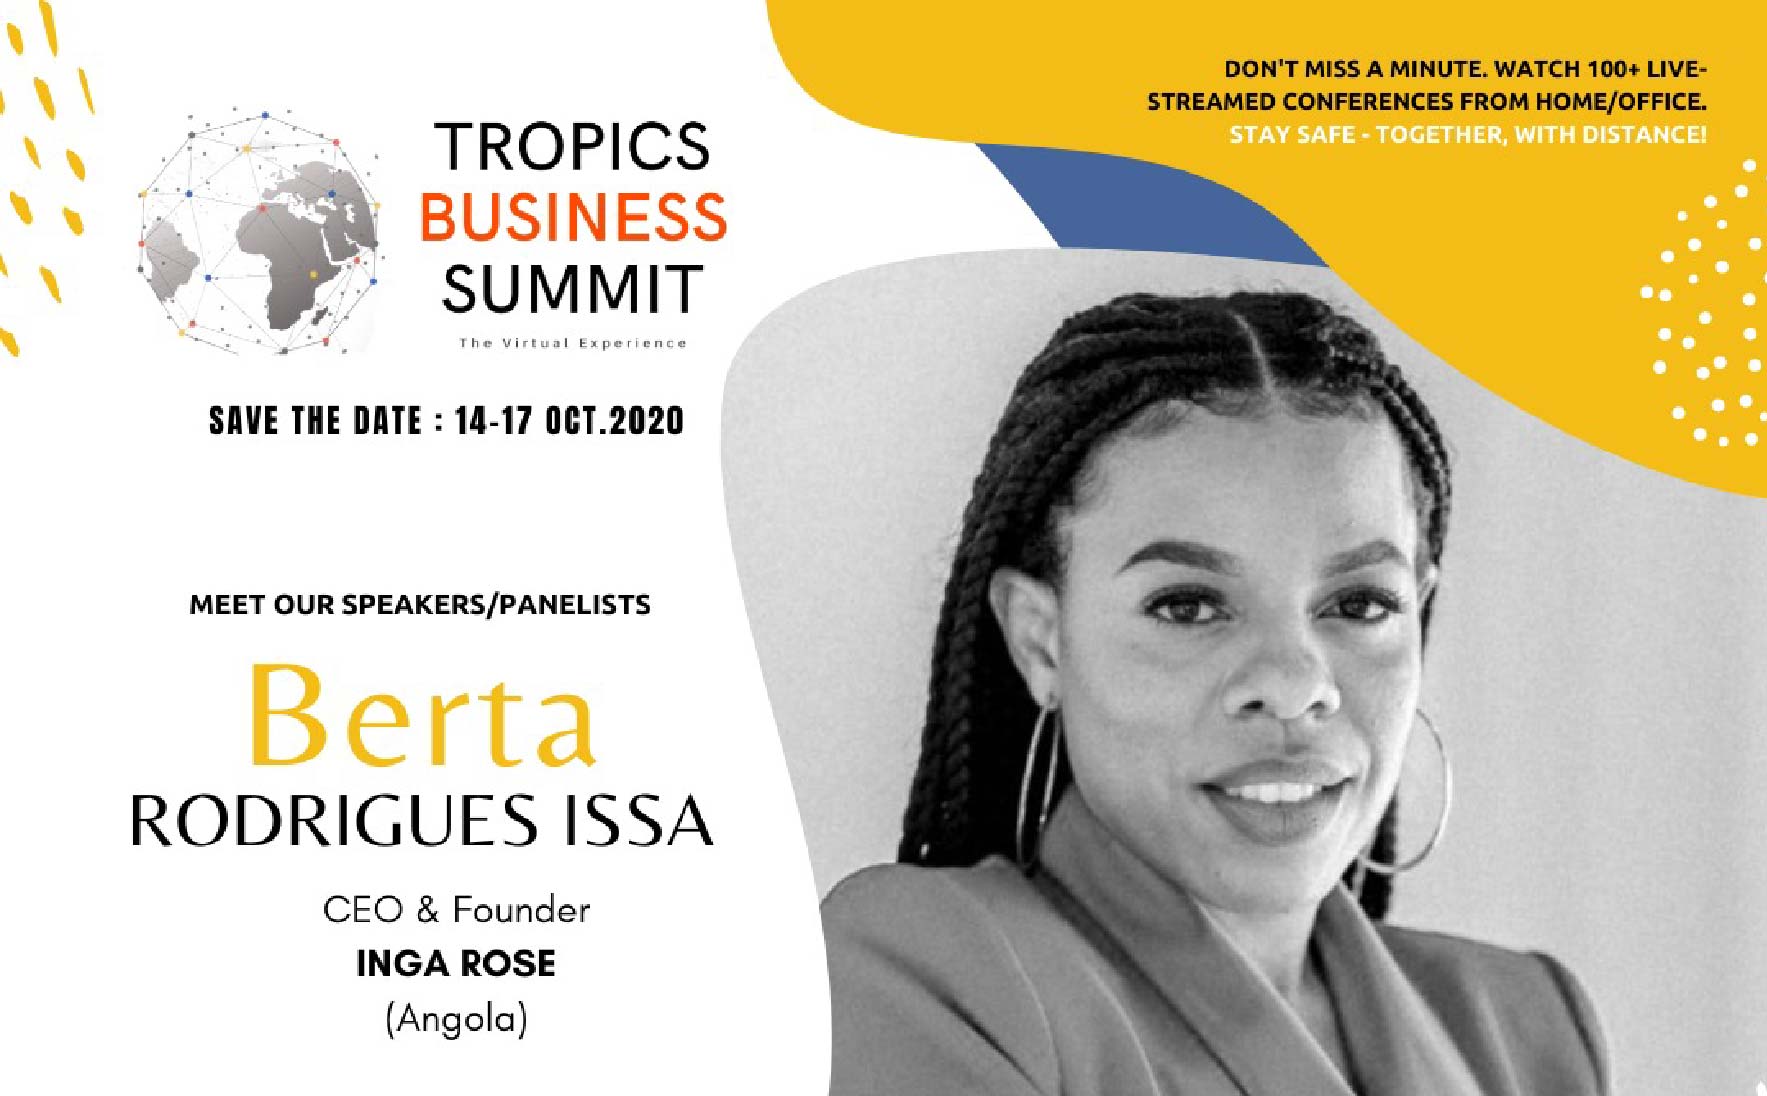 DON'T MISS A MINUTE. WATCH 100+ LIVE-
STREAMED CONFERENCES FROM HOME/OFFICE.
STAY SAFE - TOGETHER, WITH DISTANCE!
TROPICS
BUSINESS
SUMMIT
The Virtual Experience
SAVE THE DATE : 14-17 OCT.2020
MEET OUR SPEAKERS/PANELISTS
Berta
RODRIGUES ISSA
CEO & Founder
INGA ROSE
(Angola)